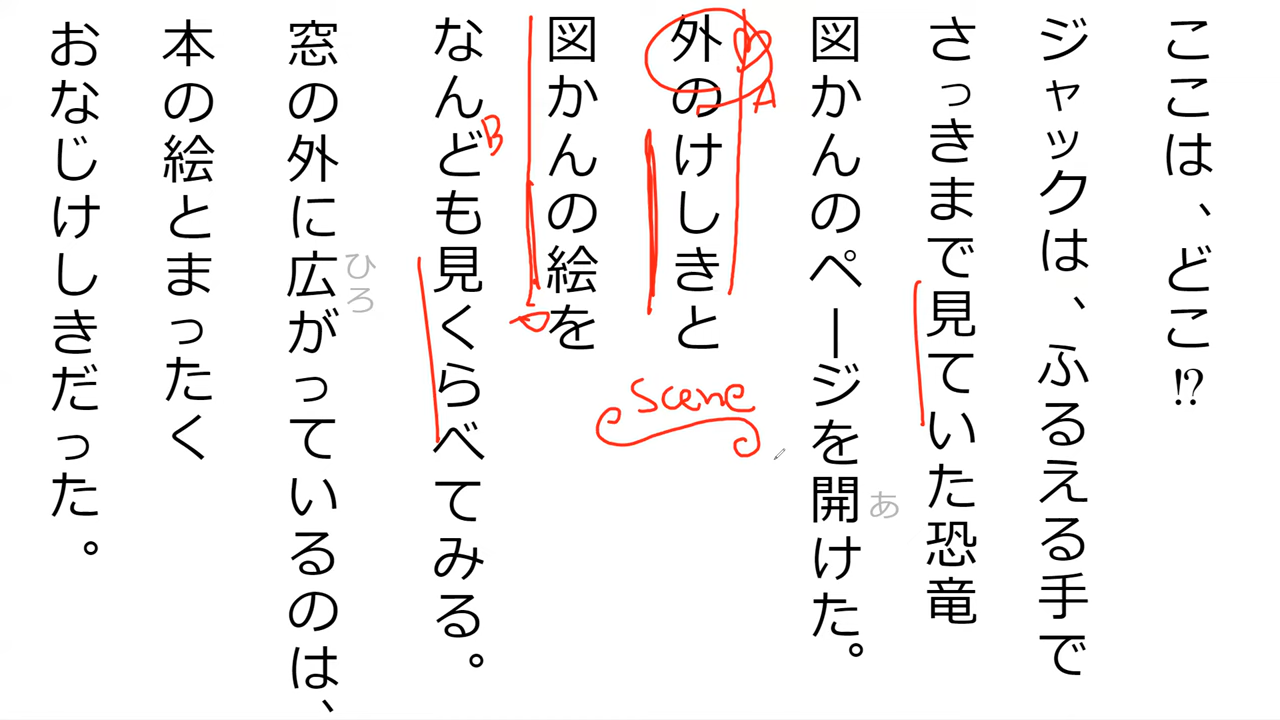 ここは、どこ⁉
ジャックは、ふるえる手で
さっきまで見ていた恐竜
図かんのページを開けた。
あ
外のけしきと
A
scene
図かんの絵を
なんども見くらべてみる。
B
窓の外に広がっているのは、
ひろ
本の絵とまったく
おなじけしきだった。